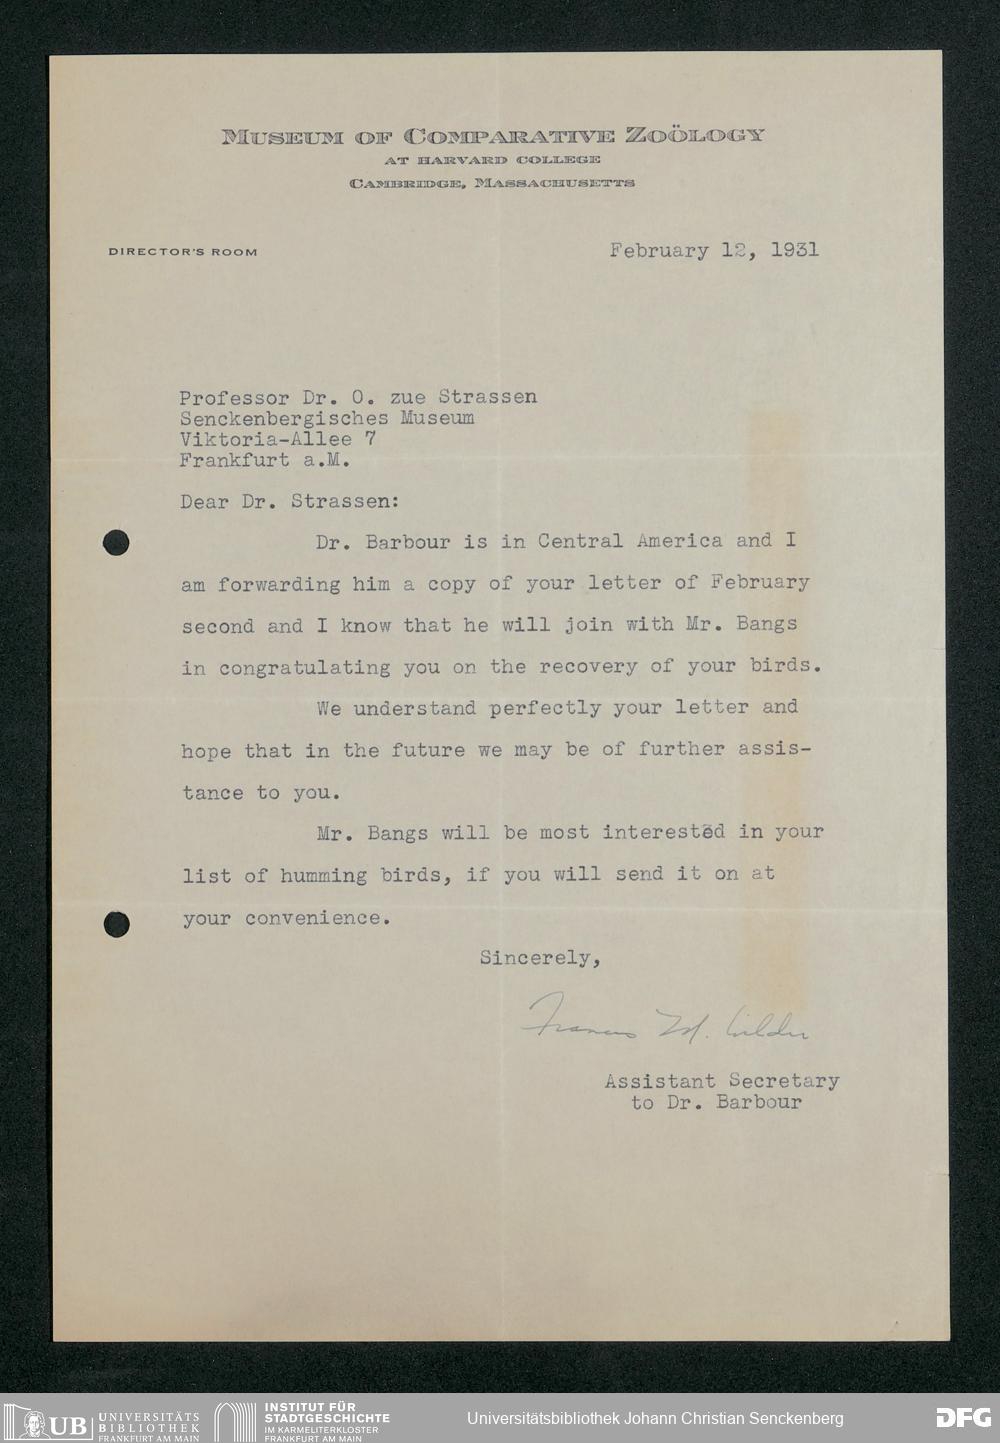 MUSEUM OF COMPARATIVE ZOÖLOGY
AT HARVARD COLLEGE
CAMBRIDGE, MASSACHUSETTS
DIRECTOR'S ROOM
February 12, 1931
Professor Dr. O. zue Strassen
Senckenbergisches Museum
Viktoria-Allee 7
Frankfurt a.M.
Dear Dr. Strassen:
Dr. Barbour is in Central America and I
am forwarding him a copy of your letter of February
second and I know that he will join with Mr. Bangs
in congratulating you on the recovery of your birds.
We understand perfectly your letter and
hope that in the future we may be of further assis-
tance to you.
Mr. Bangs will be most interested in your
list of humming birds, if you will send it on at
your convenience.
Sincerely,
Frances M. Wilder
Assistant Secretary
to Dr. Barbour
UB
UNIVERSITÄTS
BIBLIOTHEK
FRANKFURT AM MAIN
INSTITUT FÜR
STADTGESCHICHTE
IM KARMELITERKLOSTER
FRANKFURT AM MAIN
Universitätsbibliothek Johann Christian Senckenberg
DFG